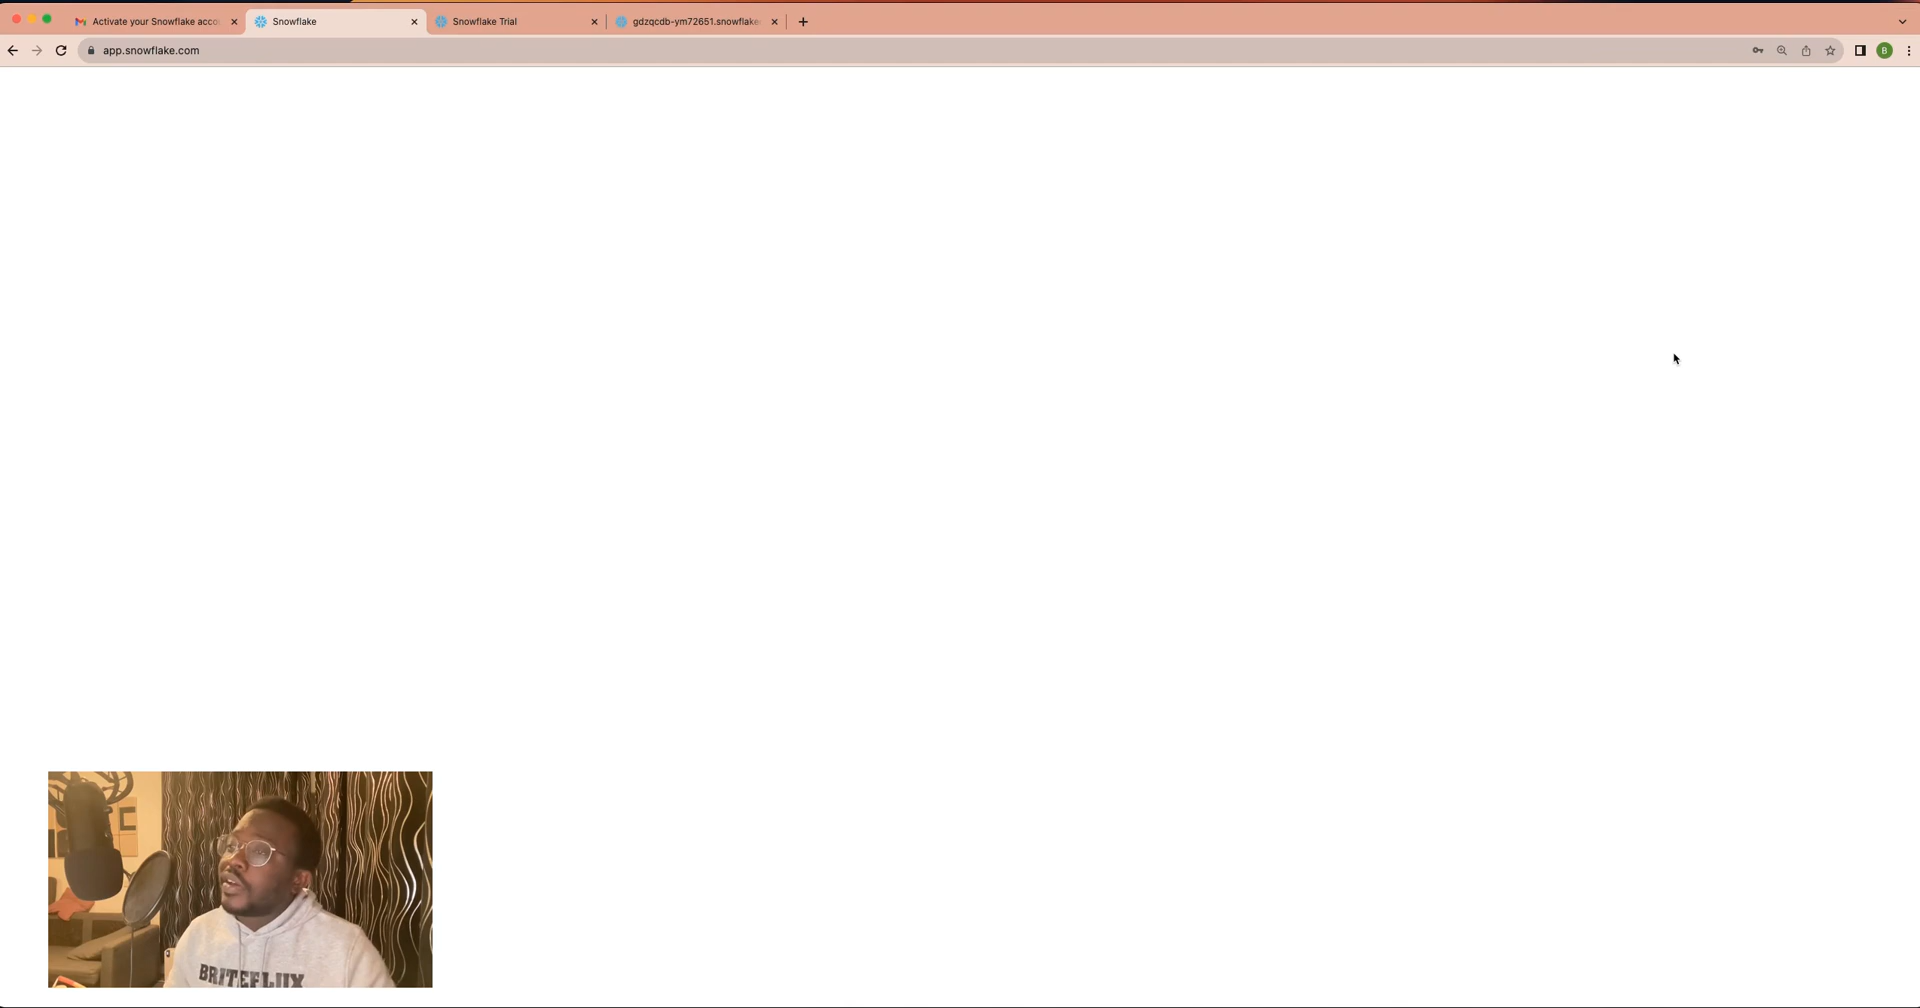 Activate your Snowflake acco
Snowflake
Snowflake Trial
gdzqcdb-ym72651.snowflake
app.snowflake.com
B
BRITEFLUX